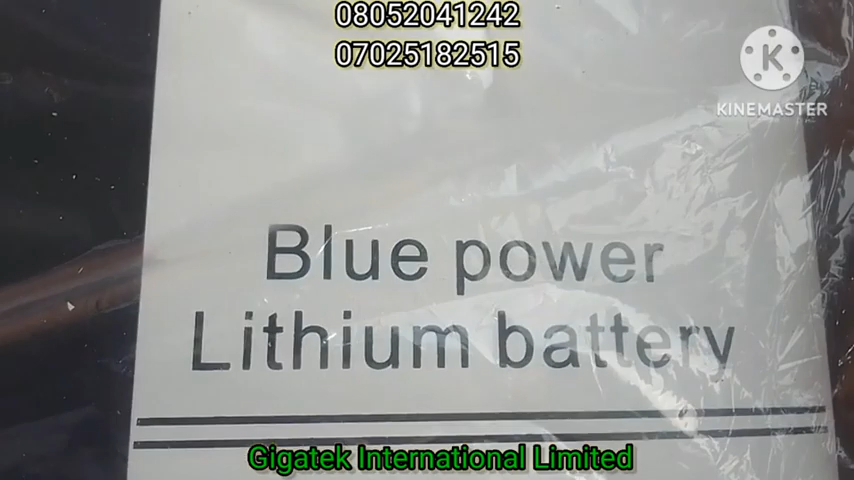 08052041242
07025182515
K
KINEMASTER
Blue power
Lithium battery
Gigatek International Limited